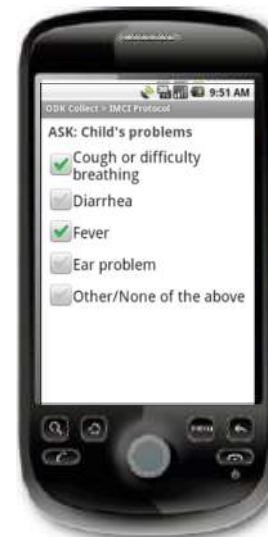 9:51 AM
ODK Collect > IMCI Protocol
ASK: Child's problems
Cough or difficulty
breathing
Diarrhea
Fever
Ear problem
Other/None of the above
menu